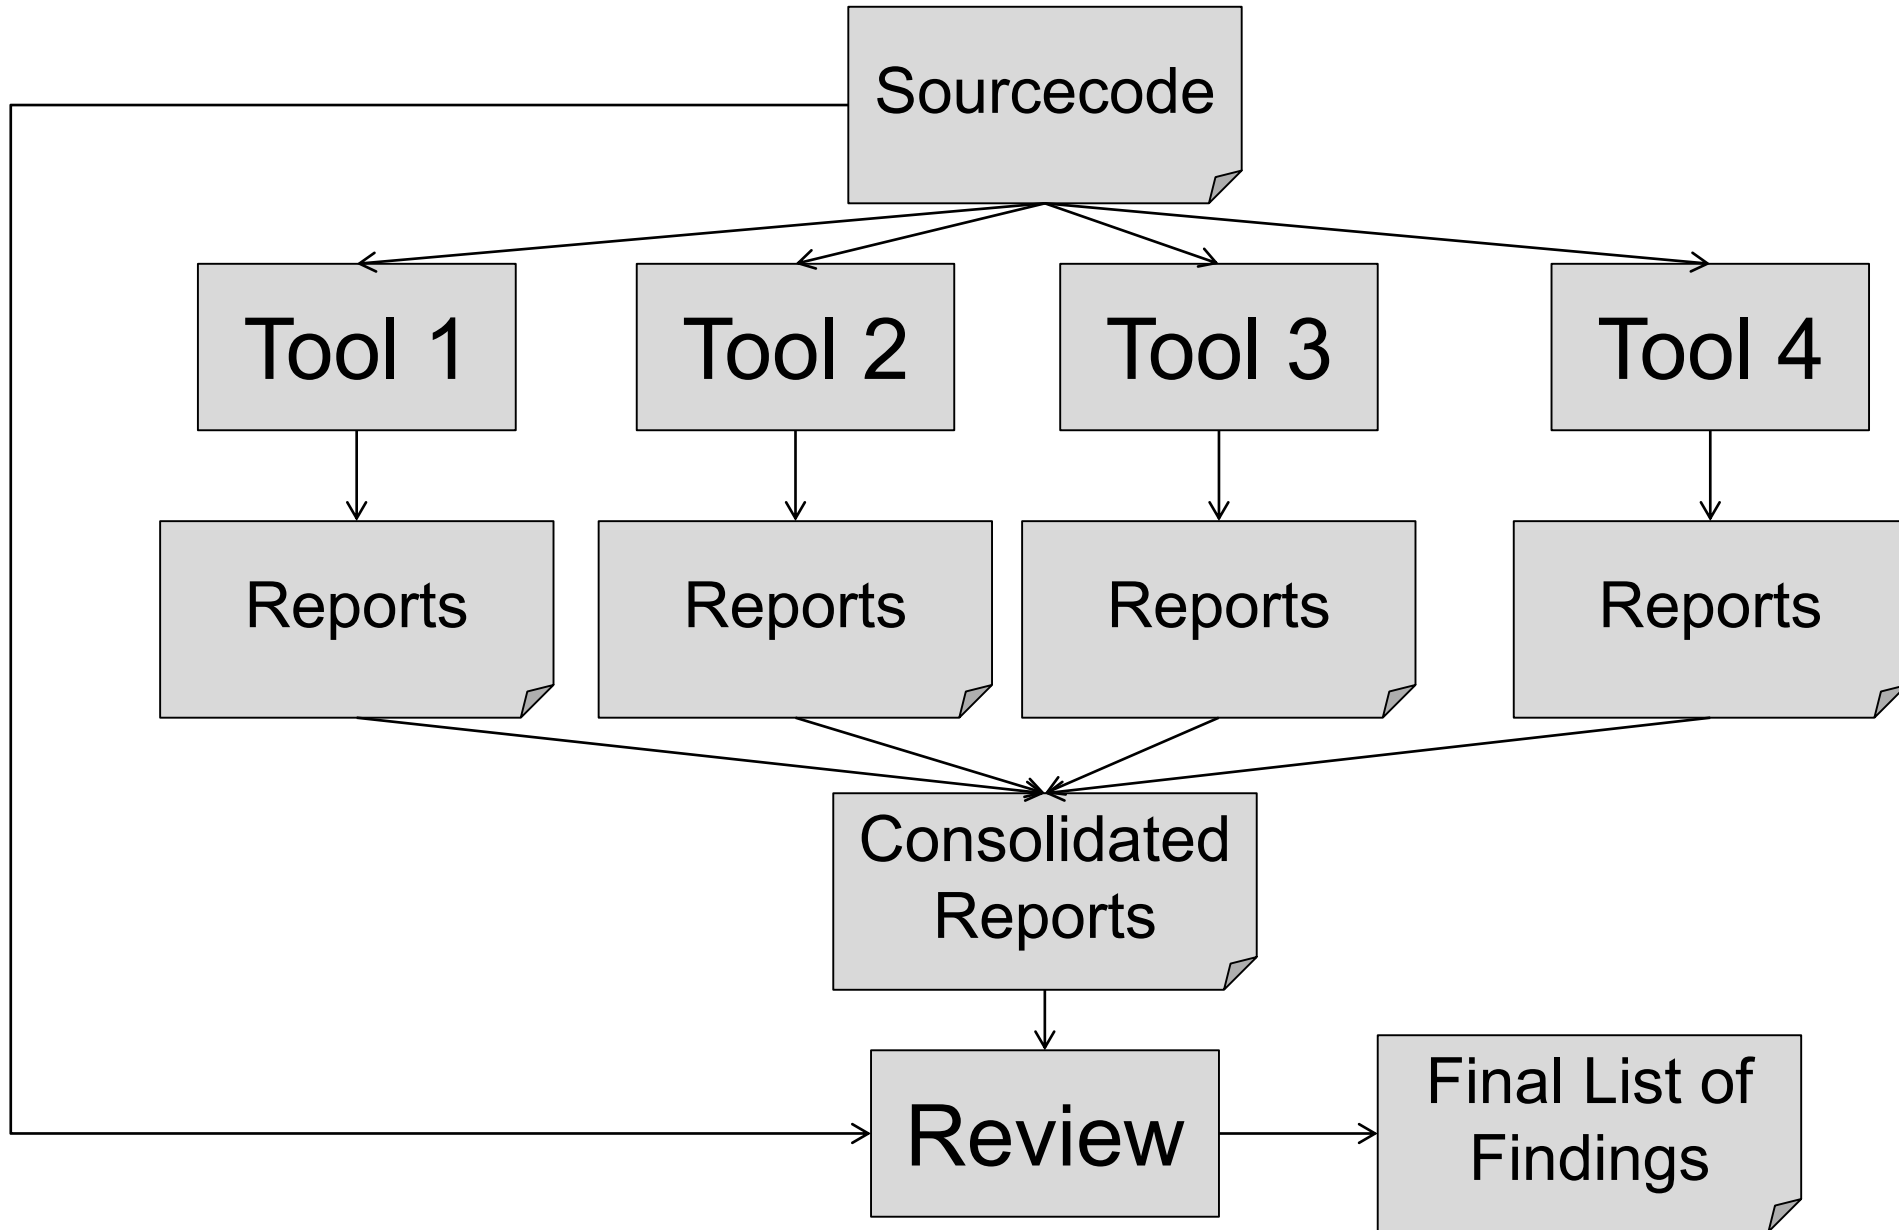 Sourcecode
Tool 1
Tool 2
Tool 3
Tool 4
Reports
Reports
Reports
Reports
Consolidated
Reports
Review
Final List of
Findings